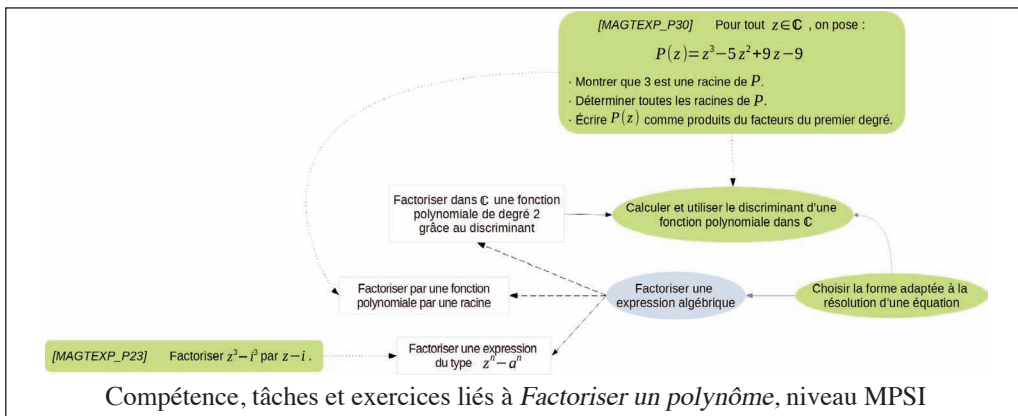 [MAGTEXP_P30] Pour tout z∈ℂ , on pose :
P(z)=z³−5z²+9z−9
· Montrer que 3 est une racine de P.
· Déterminer toutes les racines de P.
· Écrire P(z) comme produits du facteurs du premier degré.
Factoriser dans ℂ une fonction
polynomiale de degré 2
grâce au discriminant
Calculer et utiliser le discriminant d'une
fonction polynomiale dans ℂ
Factoriser par une fonction
polynomiale par une racine
Factoriser une
expression algébrique
Choisir la forme adaptée à la
résolution d'une équation
[MAGTEXP_P23] Factoriser z³−i³ par z−i .
Factoriser une expression
du type zⁿ−aⁿ
Compétence, tâches et exercices liés à Factoriser un polynôme, niveau MPSI